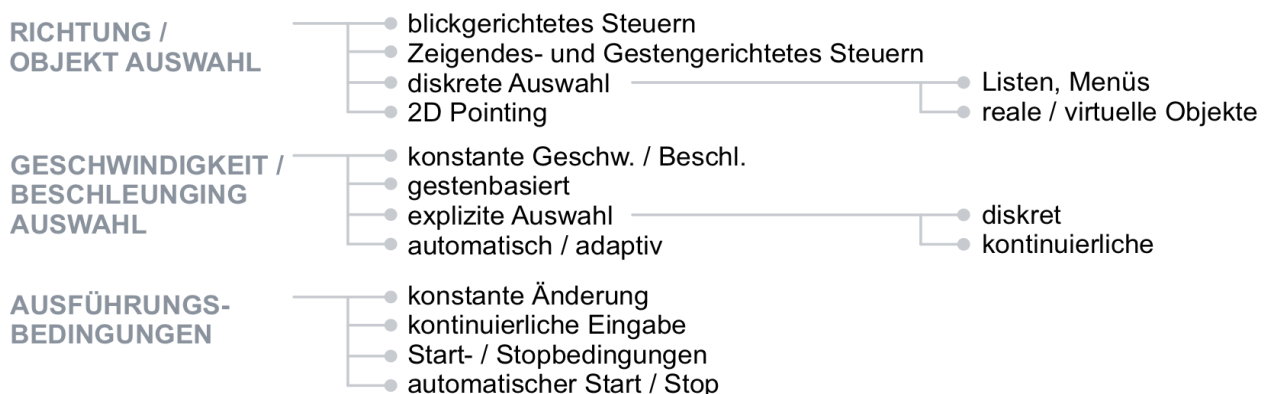 RICHTUNG /
OBJEKT AUSWAHL
blickgerichtetes Steuern
Zeigendes- und Gestengerichtetes Steuern
diskrete Auswahl
Listen, Menüs
2D Pointing
reale / virtuelle Objekte
GESCHWINDIGKEIT /
BESCHLEUNGING
AUSWAHL
konstante Geschw. / Beschl.
gestenbasiert
explizite Auswahl
diskret
automatisch / adaptiv
kontinuierliche
AUSFÜHRUNGS-
BEDINGUNGEN
konstante Änderung
kontinuierliche Eingabe
Start- / Stopbedingungen
automatischer Start / Stop